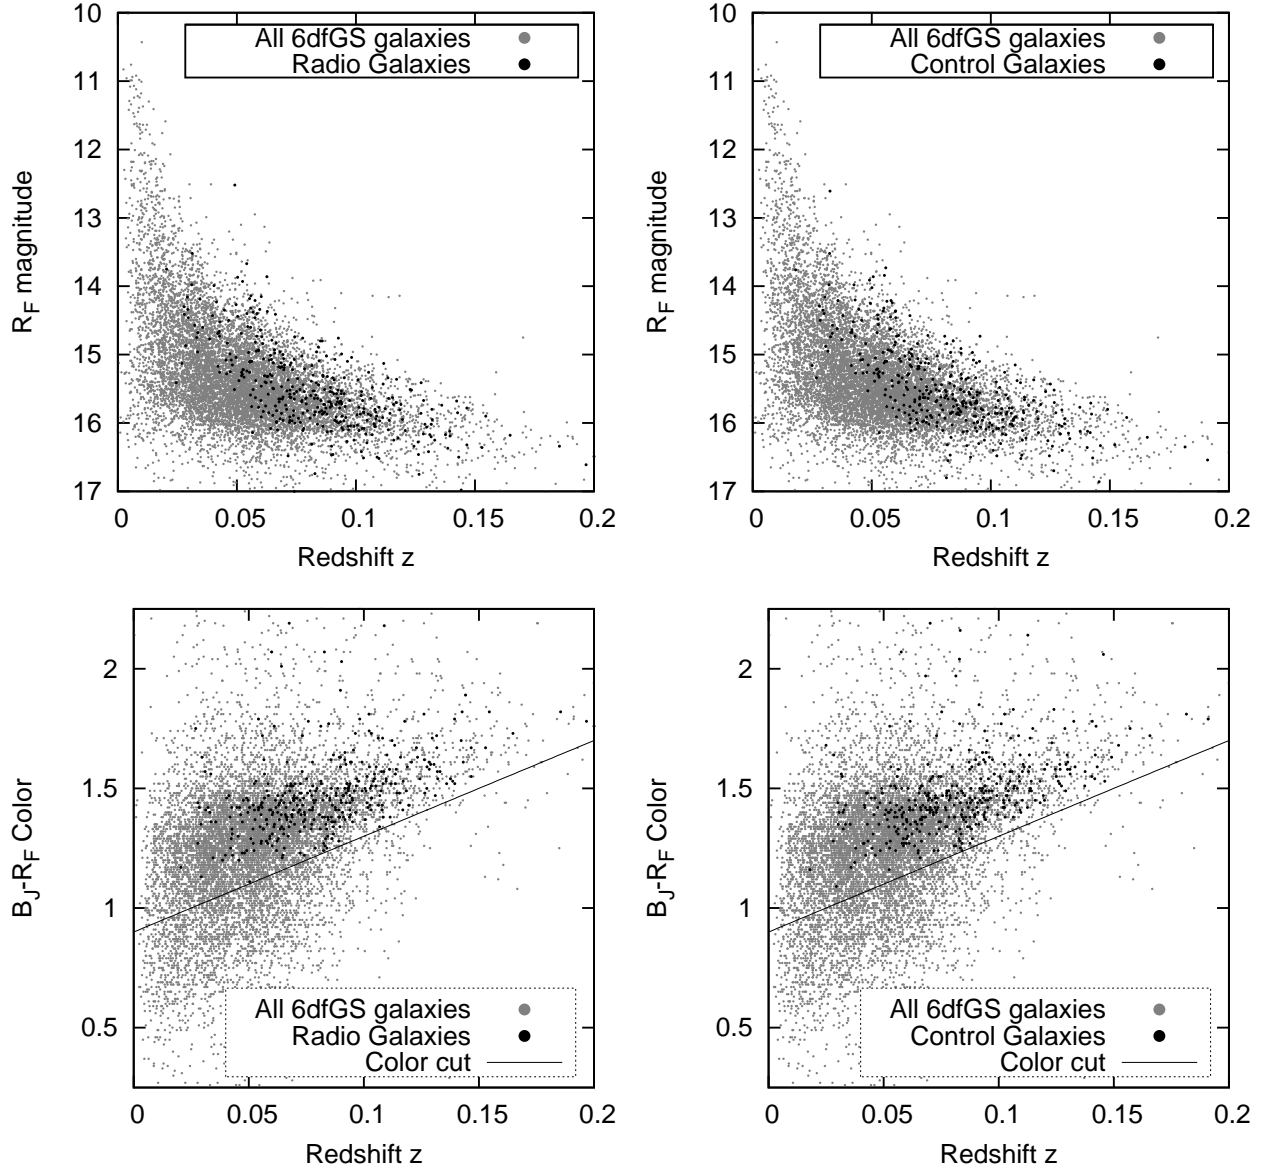 10
11
12
13
14
15
16
17
R_F magnitude
All 6dfGS galaxies
Radio Galaxies
0 0.05 0.1 0.15 0.2
Redshift z
10
11
12
13
14
15
16
17
R_F magnitude
All 6dfGS galaxies
Control Galaxies
0 0.05 0.1 0.15 0.2
Redshift z
2
1.5
1
0.5
B_J-R_F Color
All 6dfGS galaxies
Radio Galaxies
Color cut
0 0.05 0.1 0.15 0.2
Redshift z
2
1.5
1
0.5
B_J-R_F Color
All 6dfGS galaxies
Control Galaxies
Color cut
0 0.05 0.1 0.15 0.2
Redshift z